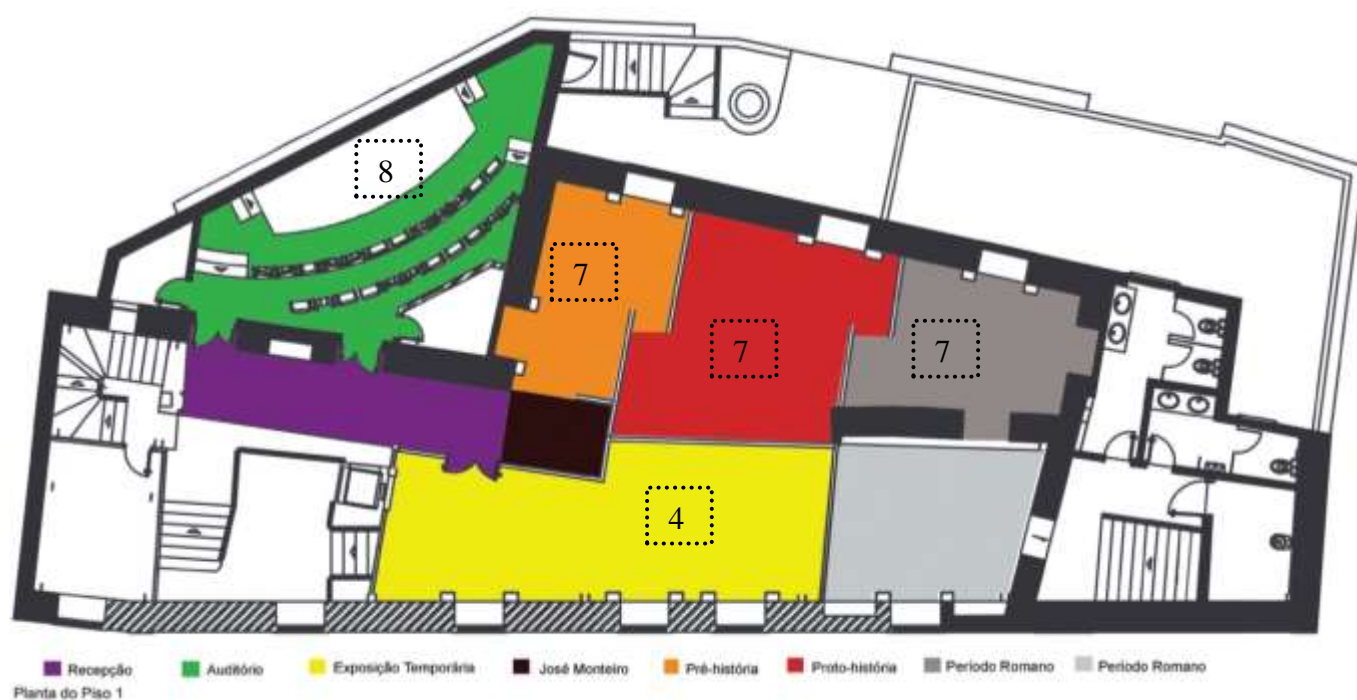 8
7
7
7
4
Recepção Auditório Exposição Temporária José Monteiro Pré-história Proto-história Período Romano Período Romano
Planta do Piso 1